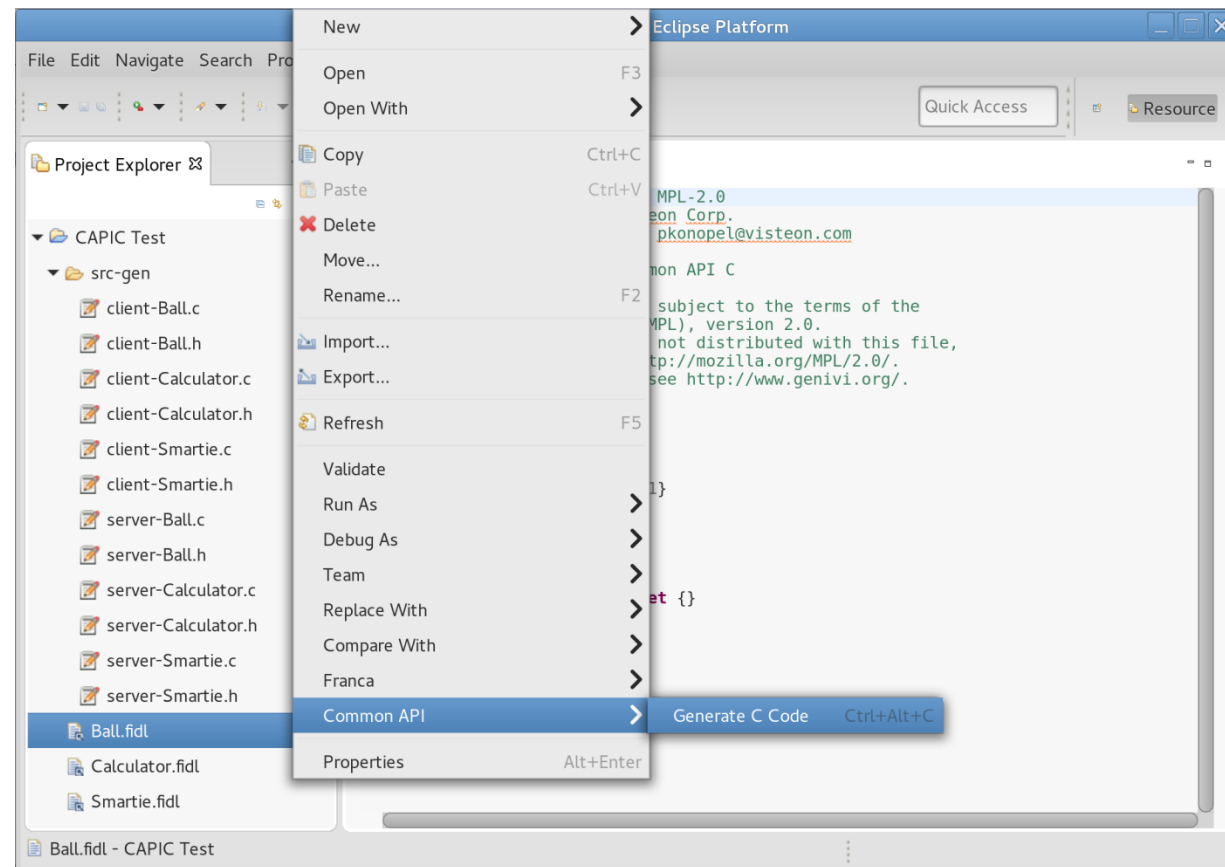 Eclipse Platform
File Edit Navigate Search Pro
Quick Access
Resource
Project Explorer
CAPIC Test
src-gen
client-Ball.c
client-Ball.h
client-Calculator.c
client-Calculator.h
client-Smartie.c
client-Smartie.h
server-Ball.c
server-Ball.h
server-Calculator.c
server-Calculator.h
server-Smartie.c
server-Smartie.h
Ball.fidl
Calculator.fidl
Smartie.fidl
New
Open F3
Open With
Copy Ctrl+C
Paste Ctrl+V
Delete
Move...
Rename... F2
Import...
Export...
Refresh F5
Validate
Run As
Debug As
Team
Replace With
Compare With
Franca
Common API
Generate C Code Ctrl+Alt+C
Properties Alt+Enter
MPL-2.0
eon Corp.
pkonopel@visteon.com
mon API C
subject to the terms of the
MPL), version 2.0.
not distributed with this file,
tp://mozilla.org/MPL/2.0/.
see http://www.genivi.org/.
1}
et {}
Ball.fidl - CAPIC Test